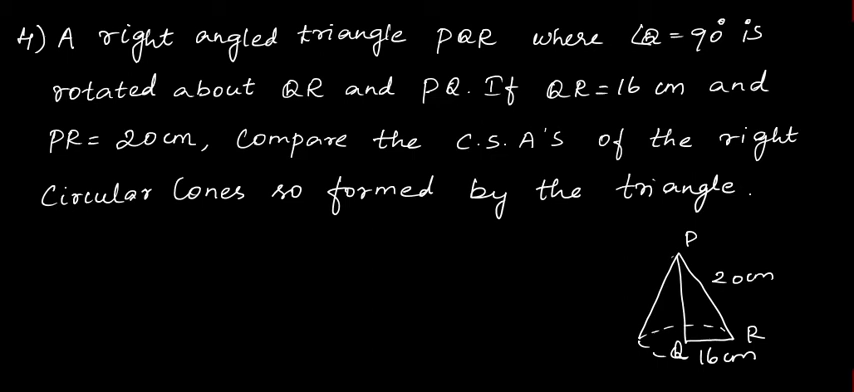 4) A right angled triangle PQR where ∠Q = 90° is
rotated about QR and PQ. If QR = 16 cm and
PR = 20 cm, Compare the C.S.A's of the right
Circular Cones so formed by the triangle.
P
20cm
R
Q
16cm